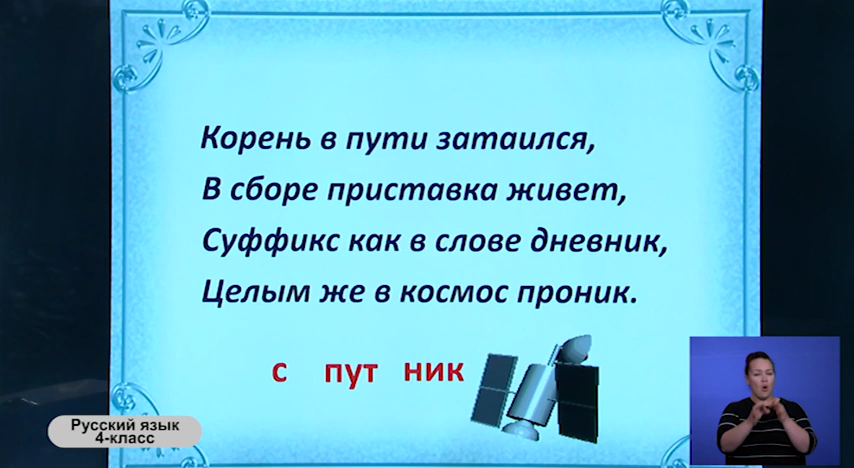 Корень в пути затаился,
В сборе приставка живет,
Суффикс как в слове дневник,
Целым же в космос проник.
с пут ник
Русский язык
4-класс